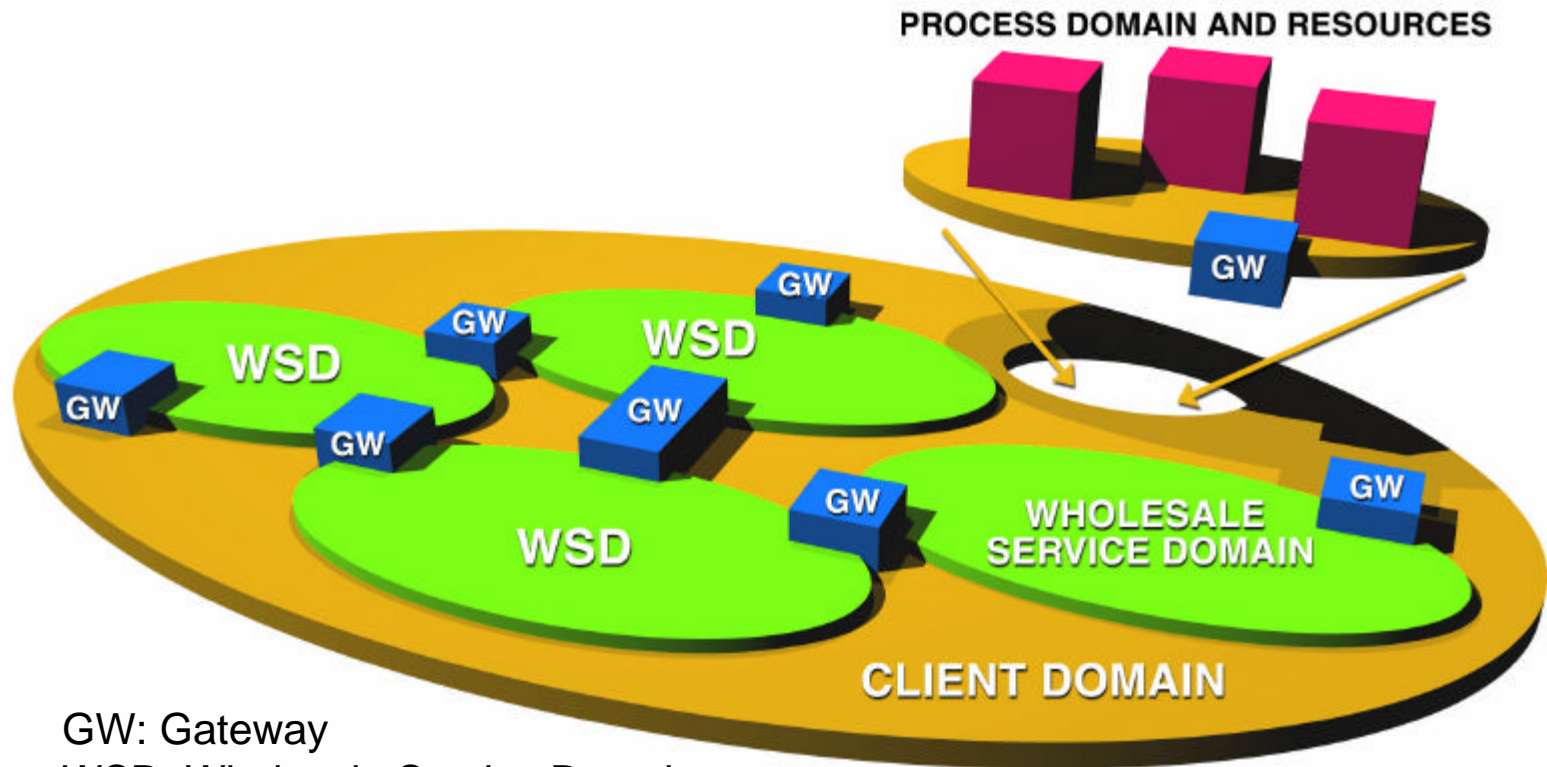 PROCESS DOMAIN AND RESOURCES
GW
GW
GW
WSD
WSD
GW
GW
GW
GW
GW
WHOLESALE
SERVICE DOMAIN
WSD
CLIENT DOMAIN
GW: Gateway